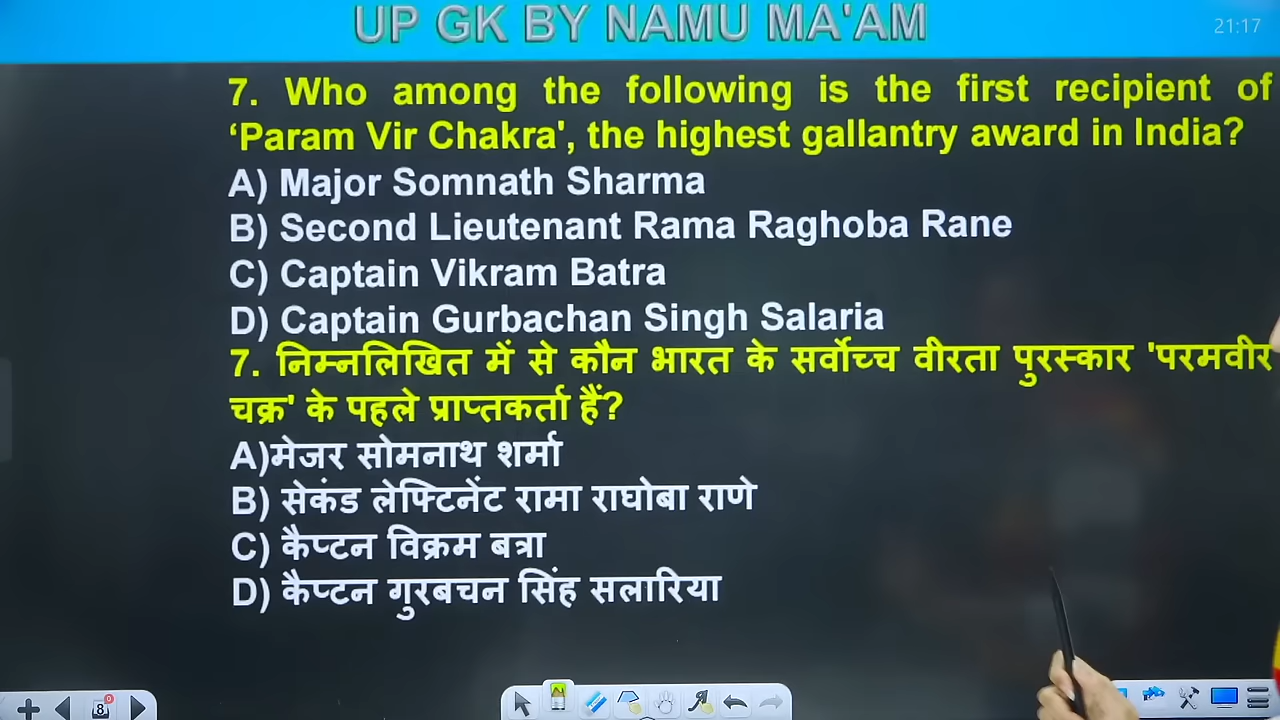 UP GK BY NAMU MA'AM
21:17
7. Who among the following is the first recipient of
‘Param Vir Chakra', the highest gallantry award in India?
A) Major Somnath Sharma
B) Second Lieutenant Rama Raghoba Rane
C) Captain Vikram Batra
D) Captain Gurbachan Singh Salaria
7. निम्नलिखित में से कौन भारत के सर्वोच्च वीरता पुरस्कार 'परमवीर
चक्र' के पहले प्राप्तकर्ता हैं?
A)मेजर सोमनाथ शर्मा
B) सेकंड लेफ्टिनेंट रामा राघोबा राणे
C) कैप्टन विक्रम बत्रा
D) कैप्टन गुरबचन सिंह सलारिया
8
0